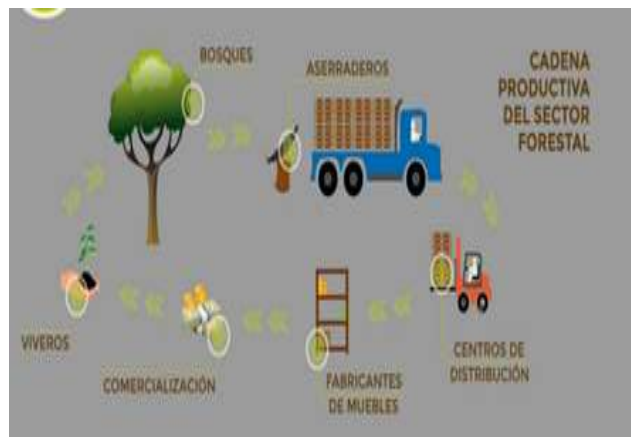 BOSQUES
ASERRADEROS
CADENA
PRODUCTIVA
DEL SECTOR
FORESTAL
VIVEROS
COMERCIALIZACIÓN
FABRICANTES
DE MUEBLES
CENTROS DE
DISTRIBUCIÓN